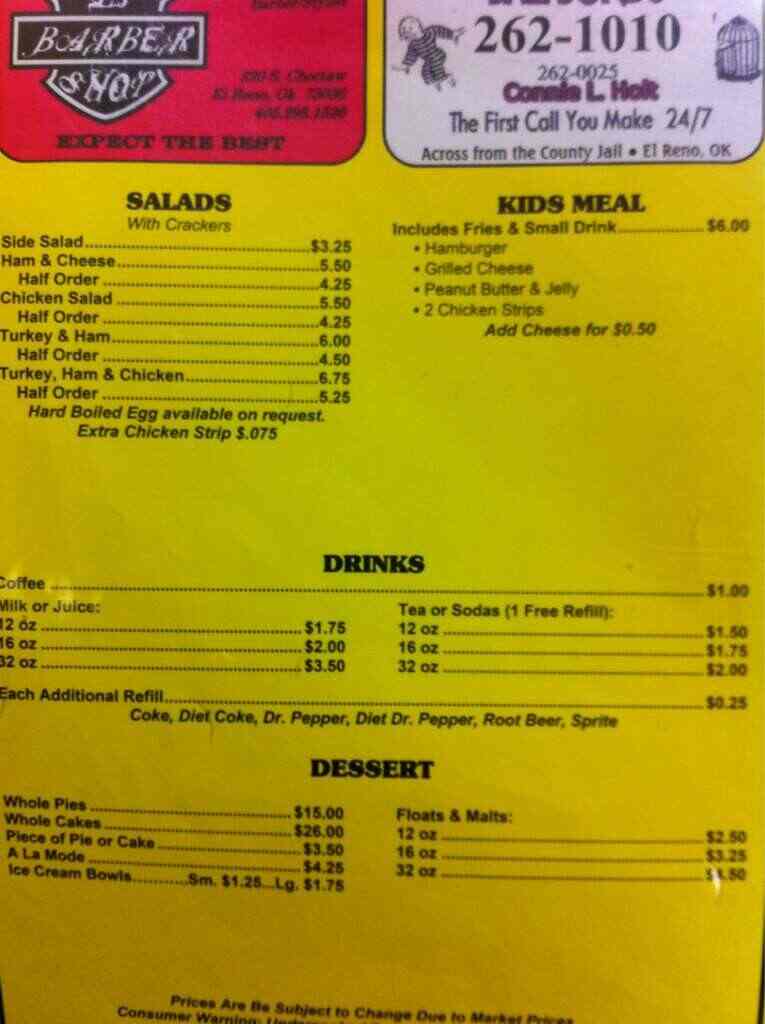 BARBER
SHOP
820 S. Choctaw
El Reno, Ok. 73036
EXPECT THE BEST
262-1010
262-0025
Connie L. Holt
The First Call You Make 24/7
Across from the County Jail • El Reno, OK
SALADS
With Crackers
Side Salad $3.25
Ham & Cheese 5.50
Half Order 4.25
Chicken Salad 5.50
Half Order 4.25
Turkey & Ham 6.00
Half Order 4.50
Turkey, Ham & Chicken 6.75
Half Order 5.25
Hard Boiled Egg available on request.
Extra Chicken Strip $.075
KIDS MEAL
Includes Fries & Small Drink $6.00
• Hamburger
• Grilled Cheese
• Peanut Butter & Jelly
• 2 Chicken Strips
Add Cheese for $0.50
DRINKS
Coffee $1.00
Milk or Juice:
12 oz $1.75
16 oz $2.00
32 oz $3.50
Tea or Sodas (1 Free Refill):
12 oz $1.50
16 oz $1.75
32 oz $2.00
Each Additional Refill $0.25
Coke, Diet Coke, Dr. Pepper, Diet Dr. Pepper, Root Beer, Sprite
DESSERT
Whole Pies $15.00
Whole Cakes $26.00
Piece of Pie or Cake $3.50
A La Mode $4.25
Ice Cream Bowls Sm. $1.25 Lg. $1.75
Floats & Malts:
12 oz $2.50
16 oz $3.25
32 oz
Prices Are Be Subject to Change Due to Market Prices
Consumer Warning: